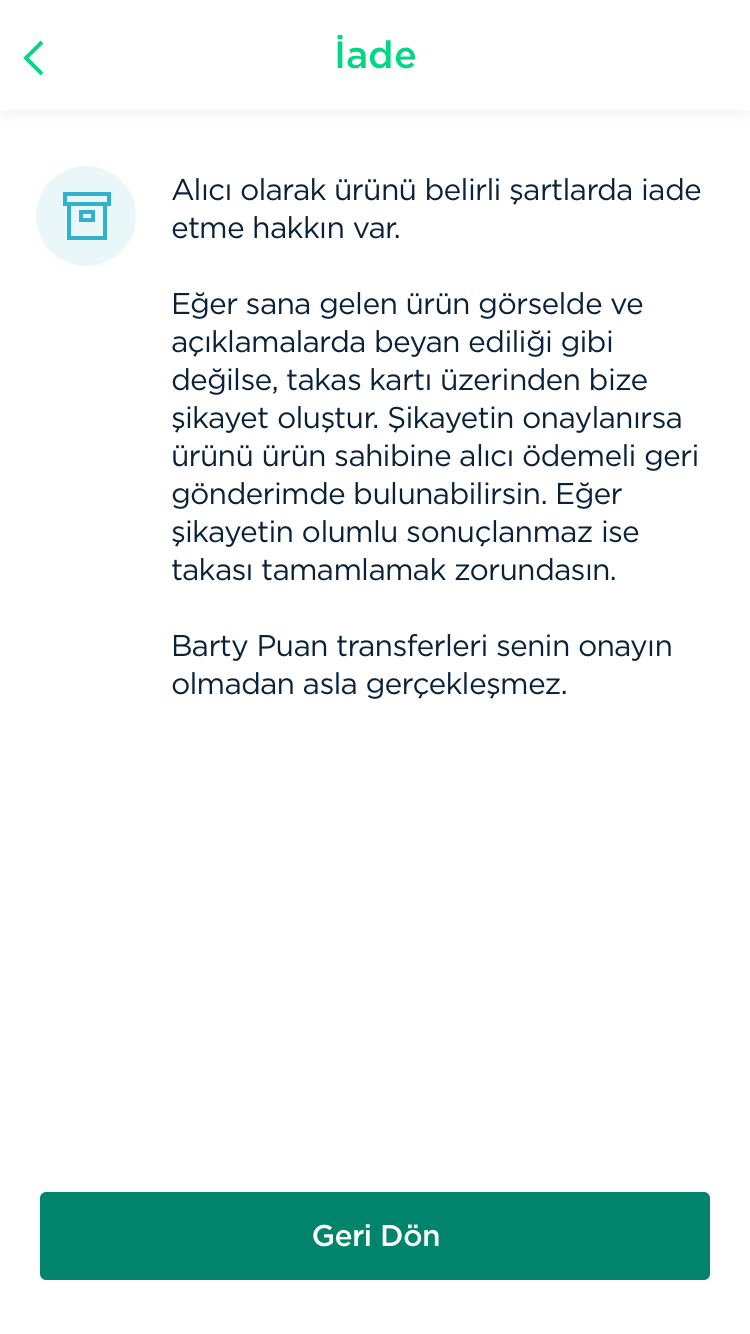 İade
Alıcı olarak ürünü belirli şartlarda iade
etme hakkın var.
Eğer sana gelen ürün görselde ve
açıklamalarda beyan ediliği gibi
değilse, takas kartı üzerinden bize
şikayet oluştur. Şikayetin onaylanırsa
ürünü ürün sahibine alıcı ödemeli geri
gönderimde bulunabilirsin. Eğer
şikayetin olumlu sonuçlanmaz ise
takası tamamlamak zorundasın.
Barty Puan transferleri senin onayın
olmadan asla gerçekleşmez.
Geri Dön